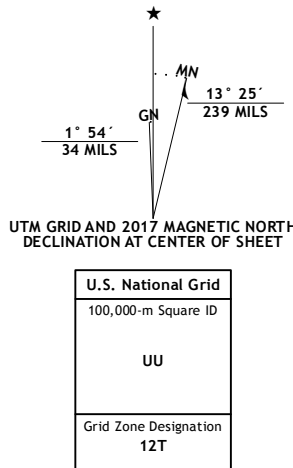 ★
MN
GN
13° 25´
239 MILS
1° 54´
34 MILS
UTM GRID AND 2017 MAGNETIC NORTH
DECLINATION AT CENTER OF SHEET
U.S. National Grid
100,000-m Square ID
UU
Grid Zone Designation
12T